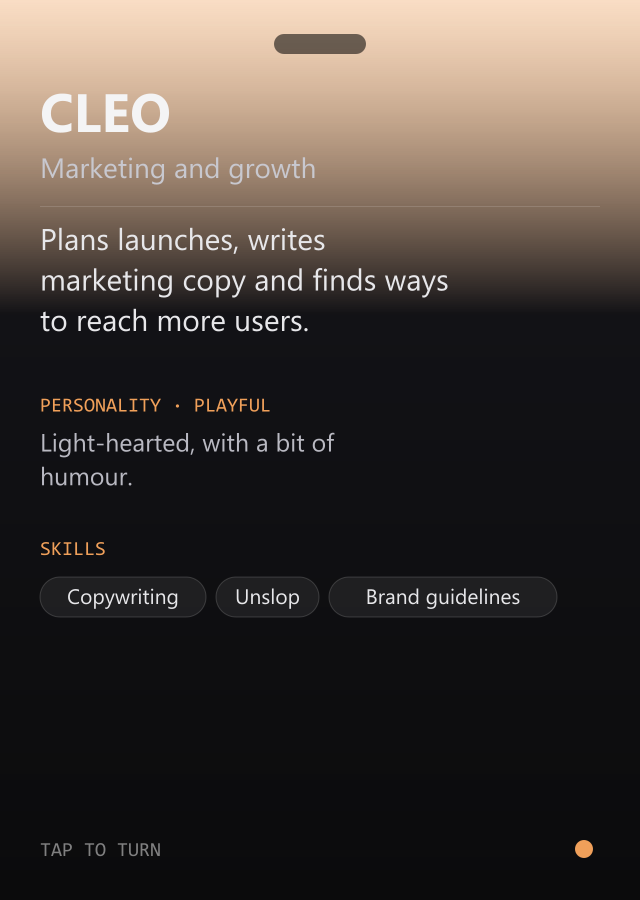 CLEO
Marketing and growth
Plans launches, writes
marketing copy and finds ways
to reach more users.
PERSONALITY · PLAYFUL
Light-hearted, with a bit of
humour.
SKILLS
Copywriting Unslop Brand guidelines
TAP TO TURN